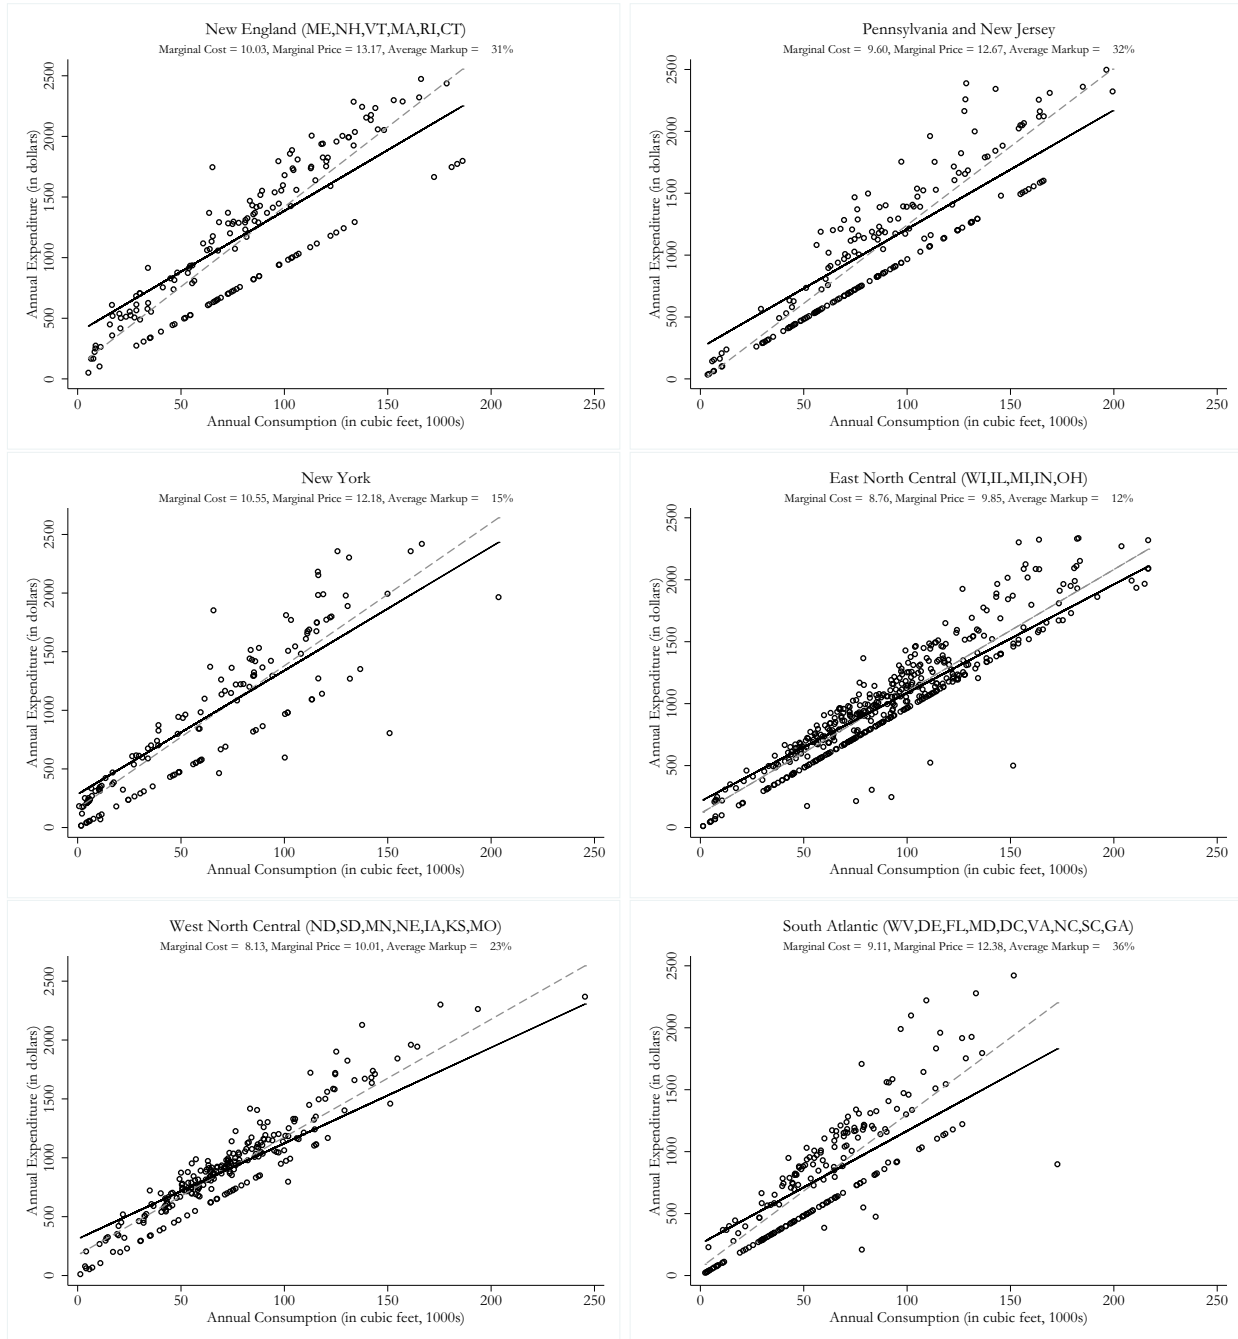 New England (ME,NH,VT,MA,RI,CT)
Marginal Cost = 10.03, Marginal Price = 13.17, Average Markup = 31%
Annual Expenditure (in dollars)
2500
2000
1500
1000
500
0
0 50 100 150 200 250
Annual Consumption (in cubic feet, 1000s)
Pennsylvania and New Jersey
Marginal Cost = 9.60, Marginal Price = 12.67, Average Markup = 32%
Annual Expenditure (in dollars)
2500
2000
1500
1000
500
0
0 50 100 150 200 250
Annual Consumption (in cubic feet, 1000s)
New York
Marginal Cost = 10.55, Marginal Price = 12.18, Average Markup = 15%
Annual Expenditure (in dollars)
2500
2000
1500
1000
500
0
0 50 100 150 200 250
Annual Consumption (in cubic feet, 1000s)
East North Central (WI,IL,MI,IN,OH)
Marginal Cost = 8.76, Marginal Price = 9.85, Average Markup = 12%
Annual Expenditure (in dollars)
2500
2000
1500
1000
500
0
0 50 100 150 200 250
Annual Consumption (in cubic feet, 1000s)
West North Central (ND,SD,MN,NE,IA,KS,MO)
Marginal Cost = 8.13, Marginal Price = 10.01, Average Markup = 23%
Annual Expenditure (in dollars)
2500
2000
1500
1000
500
0
0 50 100 150 200 250
Annual Consumption (in cubic feet, 1000s)
South Atlantic (WV,DE,FL,MD,DC,VA,NC,SC,GA)
Marginal Cost = 9.11, Marginal Price = 12.38, Average Markup = 36%
Annual Expenditure (in dollars)
2500
2000
1500
1000
500
0
0 50 100 150 200 250
Annual Consumption (in cubic feet, 1000s)